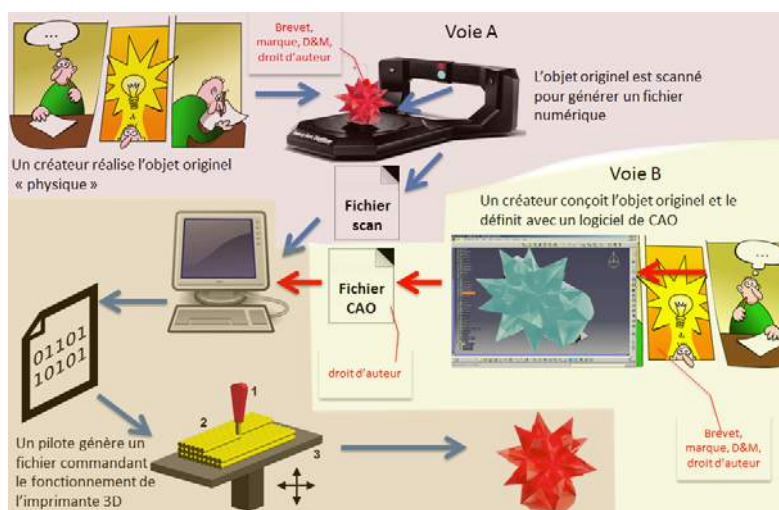 ...
Brevet,
marque, D&M,
droit d'auteur
Voie A
L'objet originel est scanné
pour générer un fichier
numérique
Un créateur réalise l'objet originel
« physique »
Fichier
scan
Voie B
Un créateur conçoit l'objet originel et le
définit avec un logiciel de CAO
...
Fichier
CAO
droit d'auteur
Brevet,
marque, D&M,
droit d'auteur
01101
10101
Un pilote génère un
fichier commandant
le fonctionnement de
l'imprimante 3D
1
2
3